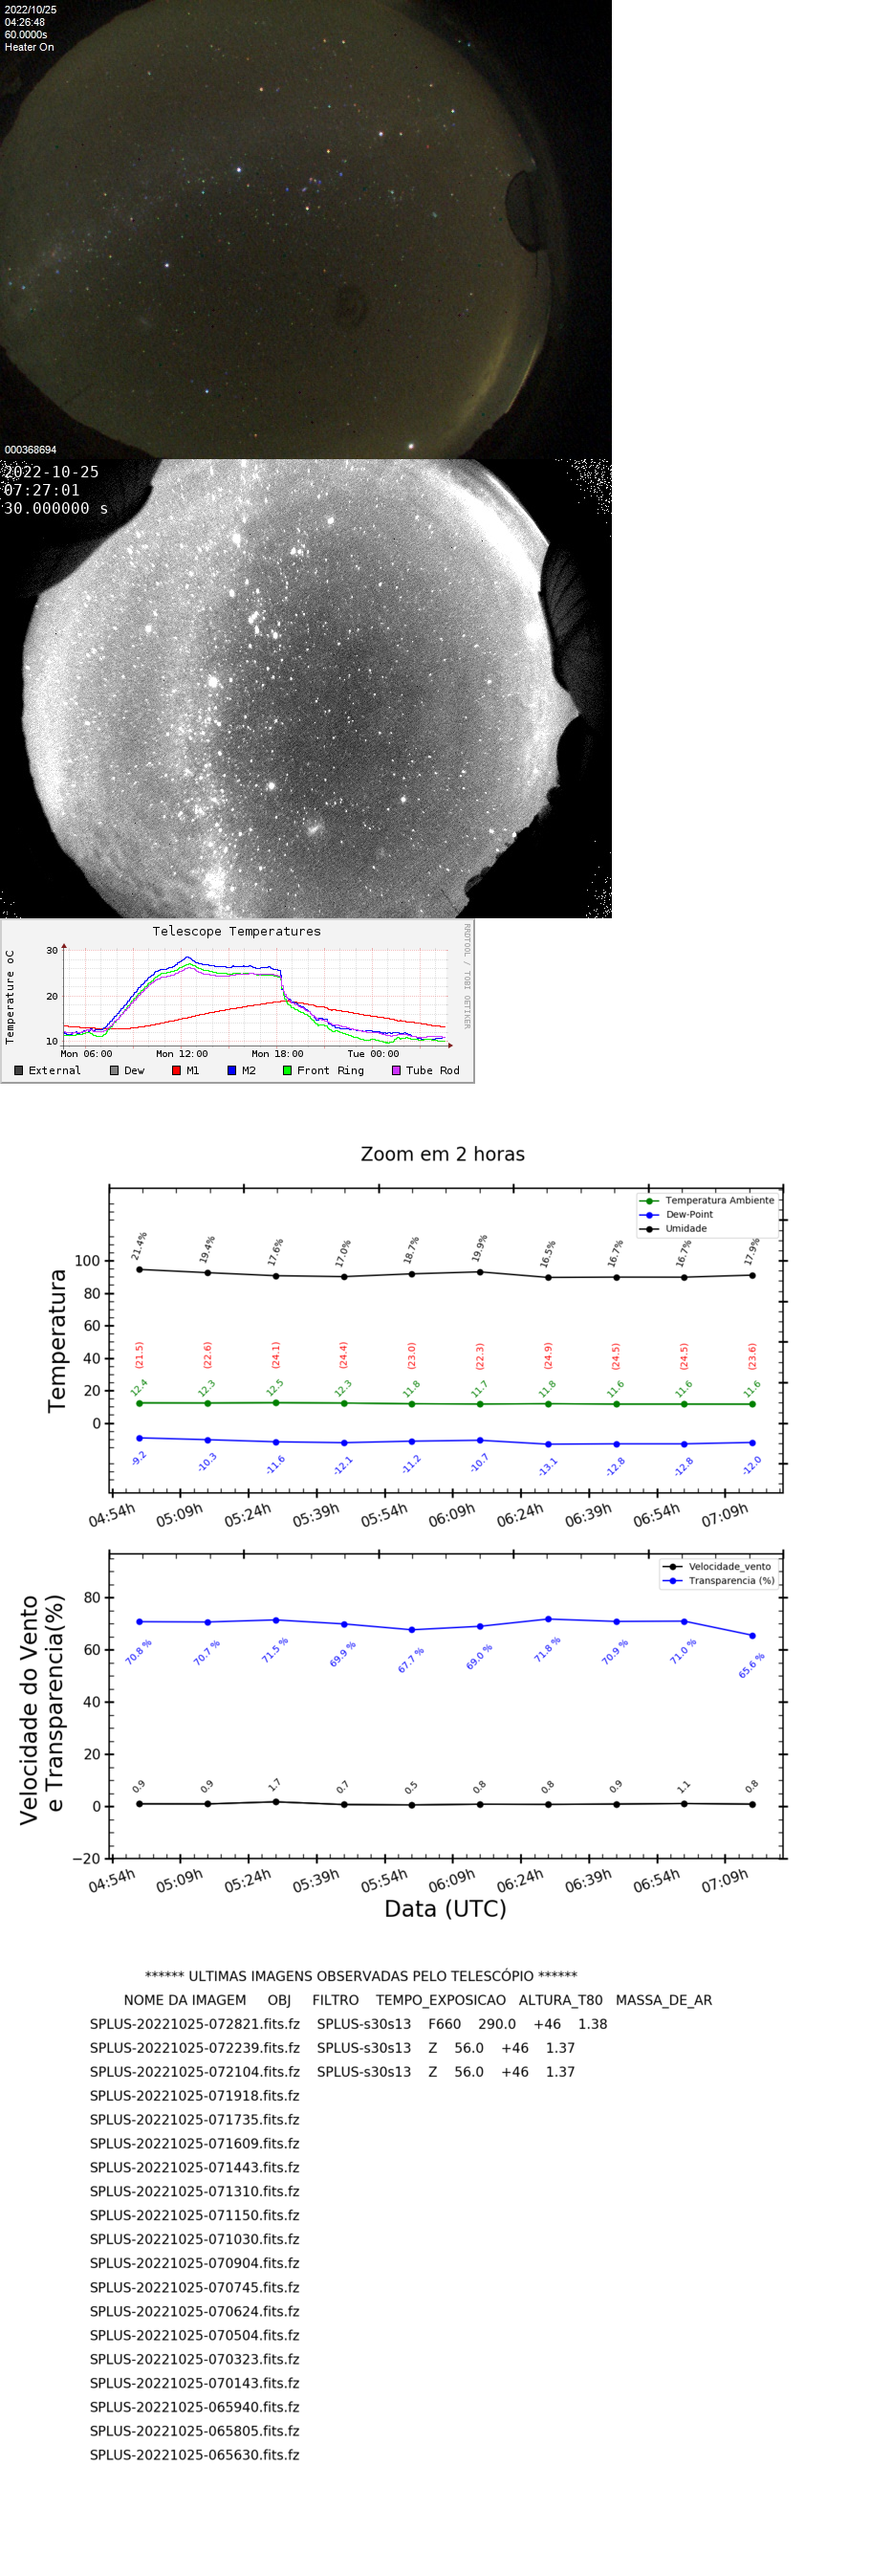 2022/10/25
04:26:48
60.0000s
Heater On
000368694
2022-10-25
07:27:01
30.000000 s
Telescope Temperatures
RRDTOOL / TOBI OETIKER
Temperature oC
30
20
10
Mon 06:00 Mon 12:00 Mon 18:00 Tue 00:00
External Dew M1 M2 Front Ring Tube Rod
Zoom em 2 horas
Temperatura Ambiente
Dew-Point
Umidade
Temperatura
100
80
60
40
20
0
21.4% 19.4% 17.6% 17.0% 18.7% 19.9% 16.5% 16.7% 16.7% 17.9%
(21.5) (22.6) (24.1) (24.4) (23.0) (22.3) (24.9) (24.5) (24.5) (23.6)
12.4 12.3 12.5 12.3 11.8 11.7 11.8 11.6 11.6 11.6
-9.2 -10.3 -11.6 -12.1 -11.2 -10.7 -13.1 -12.8 -12.8 -12.0
04:54h 05:09h 05:24h 05:39h 05:54h 06:09h 06:24h 06:39h 06:54h 07:09h
Velocidade_vento
Transparencia (%)
Velocidade do Vento
e Transparencia(%)
80
60
40
20
0
−20
70.8 % 70.7 % 71.5 % 69.9 % 67.7 % 69.0 % 71.8 % 70.9 % 71.0 % 65.6 %
0.9 0.9 1.7 0.7 0.5 0.8 0.8 0.9 1.1 0.8
04:54h 05:09h 05:24h 05:39h 05:54h 06:09h 06:24h 06:39h 06:54h 07:09h
Data (UTC)
****** ULTIMAS IMAGENS OBSERVADAS PELO TELESCÓPIO ******
NOME DA IMAGEM OBJ FILTRO TEMPO_EXPOSICAO ALTURA_T80 MASSA_DE_AR
SPLUS-20221025-072821.fits.fz SPLUS-s30s13 F660 290.0 +46 1.38
SPLUS-20221025-072239.fits.fz SPLUS-s30s13 Z 56.0 +46 1.37
SPLUS-20221025-072104.fits.fz SPLUS-s30s13 Z 56.0 +46 1.37
SPLUS-20221025-071918.fits.fz
SPLUS-20221025-071735.fits.fz
SPLUS-20221025-071609.fits.fz
SPLUS-20221025-071443.fits.fz
SPLUS-20221025-071310.fits.fz
SPLUS-20221025-071150.fits.fz
SPLUS-20221025-071030.fits.fz
SPLUS-20221025-070904.fits.fz
SPLUS-20221025-070745.fits.fz
SPLUS-20221025-070624.fits.fz
SPLUS-20221025-070504.fits.fz
SPLUS-20221025-070323.fits.fz
SPLUS-20221025-070143.fits.fz
SPLUS-20221025-065940.fits.fz
SPLUS-20221025-065805.fits.fz
SPLUS-20221025-065630.fits.fz